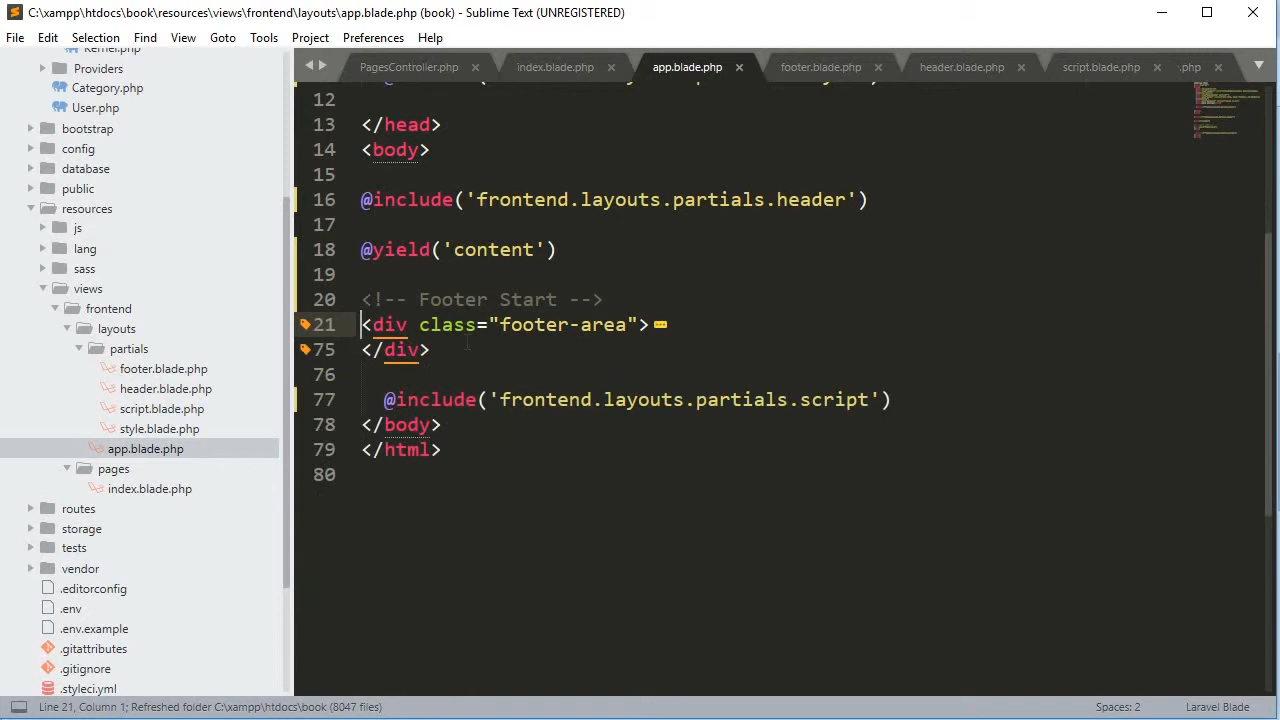 C:\xampp\htdocs\book\resources\views\frontend\layouts\app.blade.php (book) - Sublime Text (UNREGISTERED)
File Edit Selection Find View Goto Tools Project Preferences Help
Kernel.php
Providers
Category.php
User.php
bootstrap
config
database
public
resources
js
lang
sass
views
frontend
layouts
partials
footer.blade.php
header.blade.php
script.blade.php
style.blade.php
app.blade.php
pages
index.blade.php
routes
storage
tests
vendor
.editorconfig
.env
.env.example
.gitattributes
.gitignore
.styleci.yml
PagesController.php index.blade.php app.blade.php footer.blade.php header.blade.php script.blade.php .php
12
13 </head>
14 <body>
15
16 @include('frontend.layouts.partials.header')
17
18 @yield('content')
19
20 <!-- Footer Start -->
21 <div class="footer-area">
75 </div>
76
77 @include('frontend.layouts.partials.script')
78 </body>
79 </html>
80
Line 21, Column 1; Refreshed folder C:\xampp\htdocs\book (8047 files) Spaces: 2 Laravel Blade